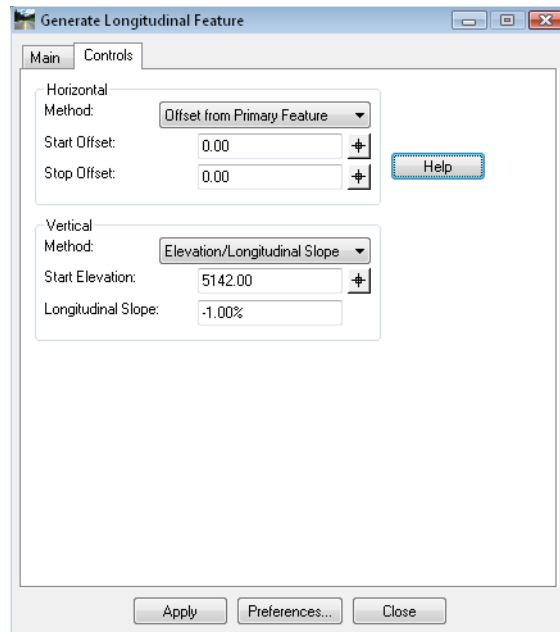 Generate Longitudinal Feature
Main Controls
Horizontal
Method: Offset from Primary Feature
Start Offset: 0.00
Stop Offset: 0.00
Help
Vertical
Method: Elevation/Longitudinal Slope
Start Elevation: 5142.00
Longitudinal Slope: -1.00%
Apply Preferences... Close